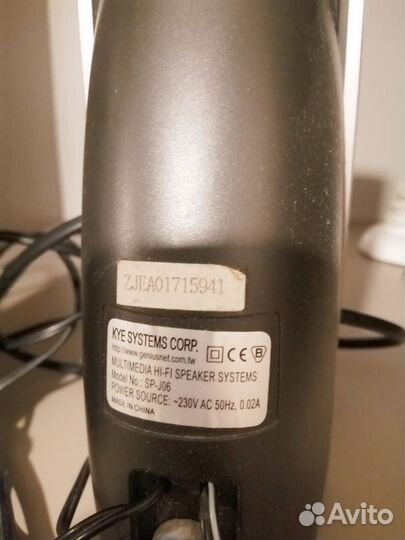 ZJEA01715941
KYE SYSTEMS CORP.
http://www.geniusnet.com.tw
MULTIMEDIA HI-FI SPEAKER SYSTEMS
Model No.: SP-J06
POWER SOURCE: ~230V AC 50Hz, 0.02A
MADE IN CHINA
CE B
Avito